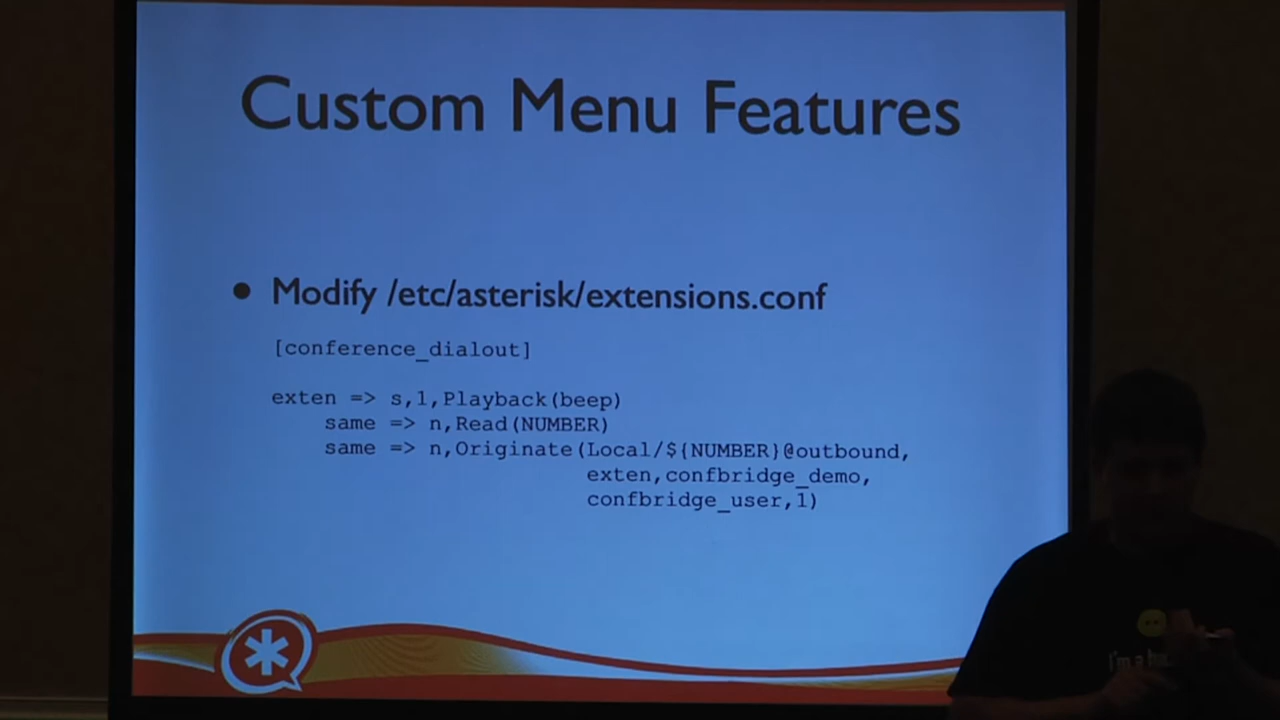 Custom Menu Features
• Modify /etc/asterisk/extensions.conf
[conference_dialout]
exten => s,1,Playback(beep)
same => n,Read(NUMBER)
same => n,Originate(Local/${NUMBER}@outbound,
exten,confbridge_demo,
confbridge_user,1)
I'm a